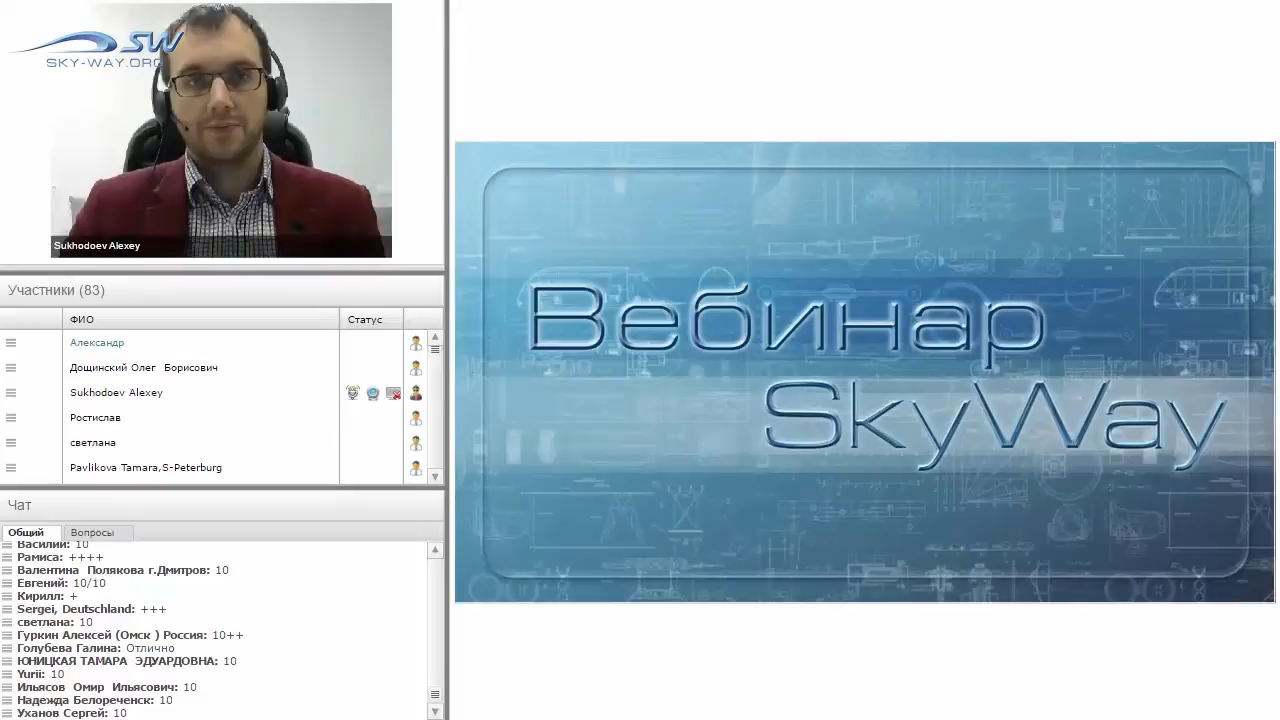 SW
SKY-WAY.ORG
Sukhodoev Alexey
Участники (83)
ФИО Статус
Александр
Дощинский Олег Борисович
Sukhodoev Alexey
Ростислав
светлана
Pavlikova Tamara,S-Peterburg
Чат
Общий Вопросы
Василий: 10
Рамиса: ++++
Валентина Полякова г.Дмитров: 10
Евгений: 10/10
Кирилл: +
Sergei, Deutschland: +++
светлана: 10
Гуркин Алексей (Омск ) Россия: 10++
Голубева Галина: Отлично
ЮНИЦКАЯ ТАМАРА ЭДУАРДОВНА: 10
Yurii: 10
Ильясов Омир Ильясович: 10
Надежда Белореченск: 10
Уханов Сергей: 10
Вебинар
SkyWay